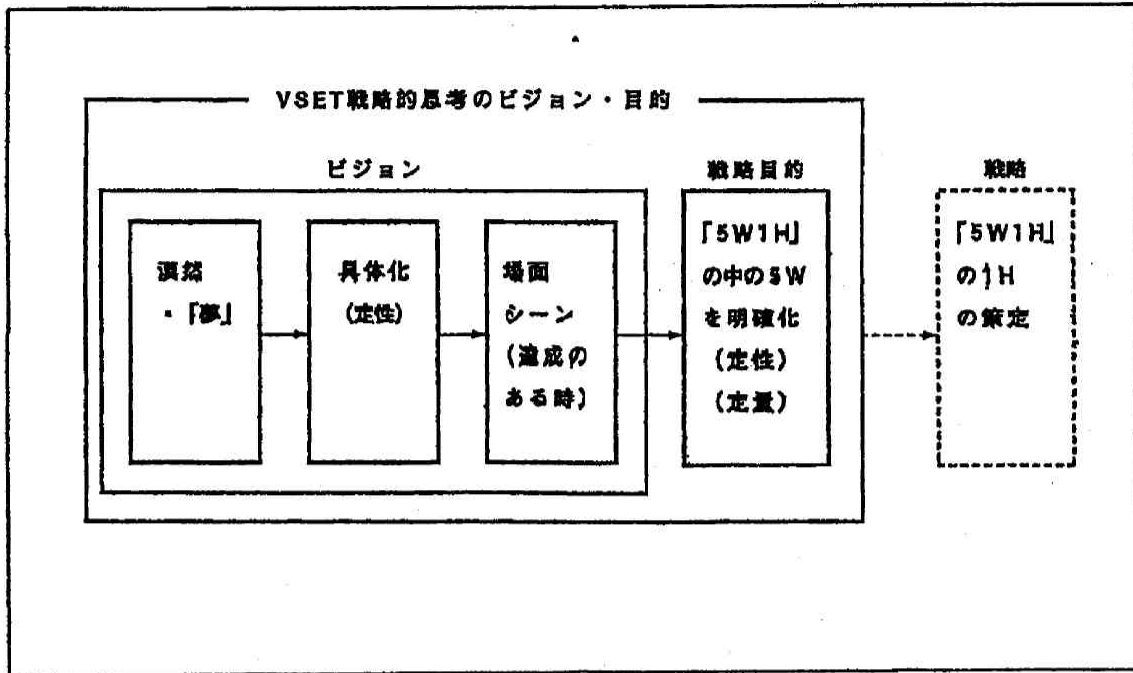 VSET戦略的思考のビジョン・目的
ビジョン
漠然
・『夢』
具体化
(定性)
場面
シーン
(達成の
ある時)
戦略目的
「5W1H」
の中の5W
を明確化
(定性)
(定量)
戦略
「5W1H」
の1H
の策定